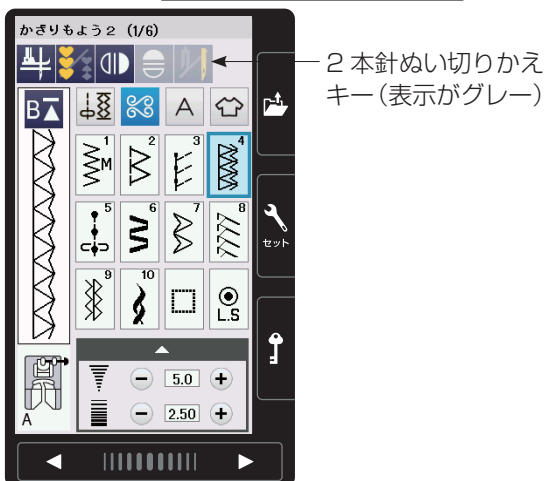 かざりもよう２ (1/6)
２本針ぬい切りかえ
キー（表示がグレー）
B
A
1
M
2
3
4
5
6
7
8
セット
9
10
L.S
5.0
2.50
A